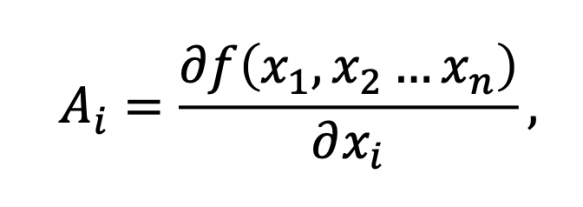 A_i = ∂f(x_1, x_2 … x_n) / ∂x_i ,